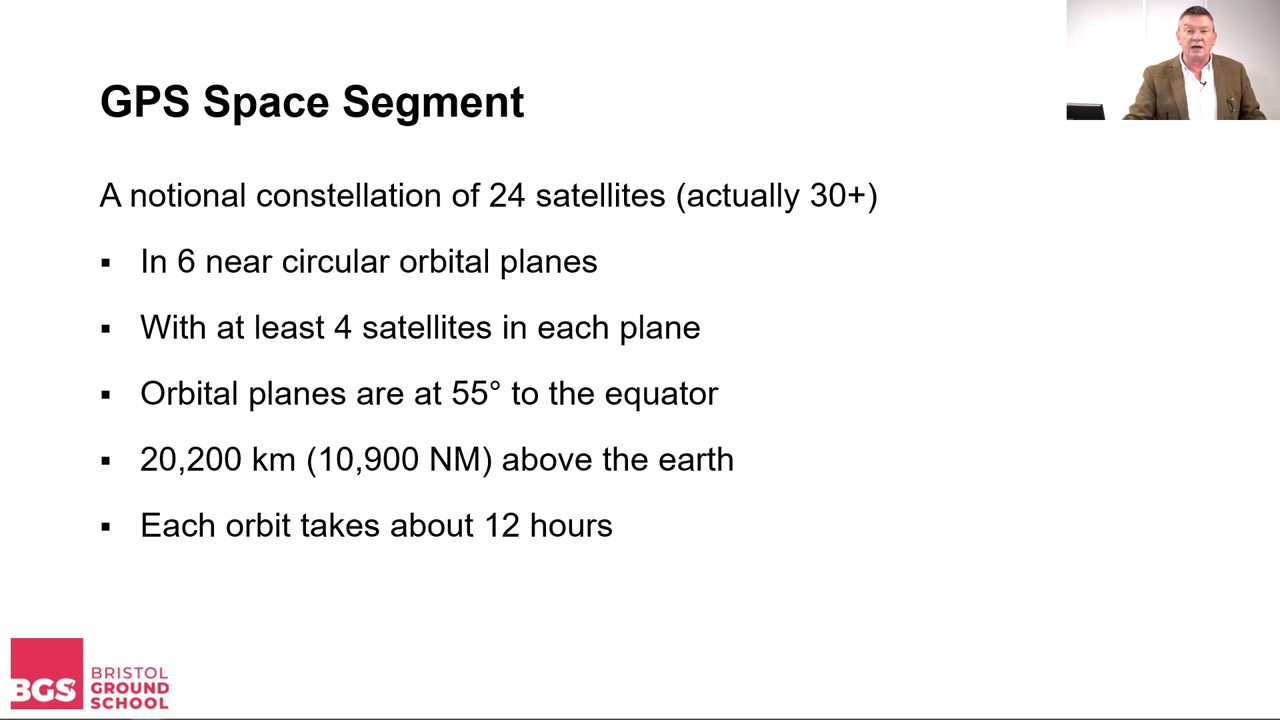 GPS Space Segment
A notional constellation of 24 satellites (actually 30+)
▪ In 6 near circular orbital planes
▪ With at least 4 satellites in each plane
▪ Orbital planes are at 55° to the equator
▪ 20,200 km (10,900 NM) above the earth
▪ Each orbit takes about 12 hours
BGS
BRISTOL
GROUND
SCHOOL